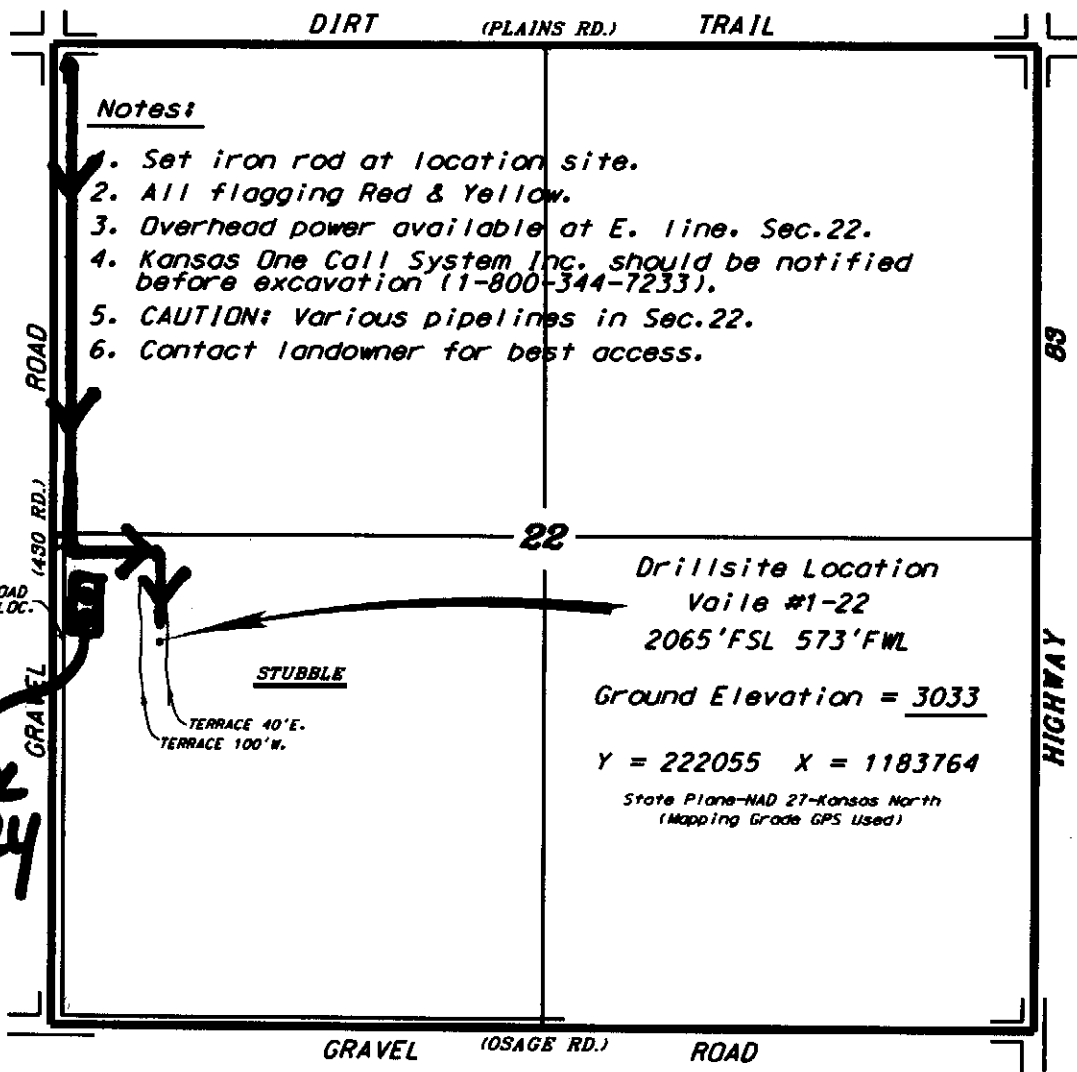 DIRT (PLAINS RD.) TRAIL
Notes:
1. Set iron rod at location site.
2. All flagging Red & Yellow.
3. Overhead power available at E. line. Sec.22.
4. Kansas One Call System Inc. should be notified
before excavation (1-800-344-7233).
5. CAUTION: Various pipelines in Sec.22.
6. Contact landowner for best access.
ROAD
(430 RD.)
GRAVEL
83
HIGHWAY
22
LOC.
Drillsite Location
Vaile #1-22
2065'FSL 573'FWL
STUBBLE
Ground Elevation = 3033
TERRACE 40'E.
TERRACE 100'W.
Y = 222055 X = 1183764
State Plane-NAD 27-Kansas North
(Mapping Grade GPS Used)
GRAVEL (OSAGE RD.) ROAD